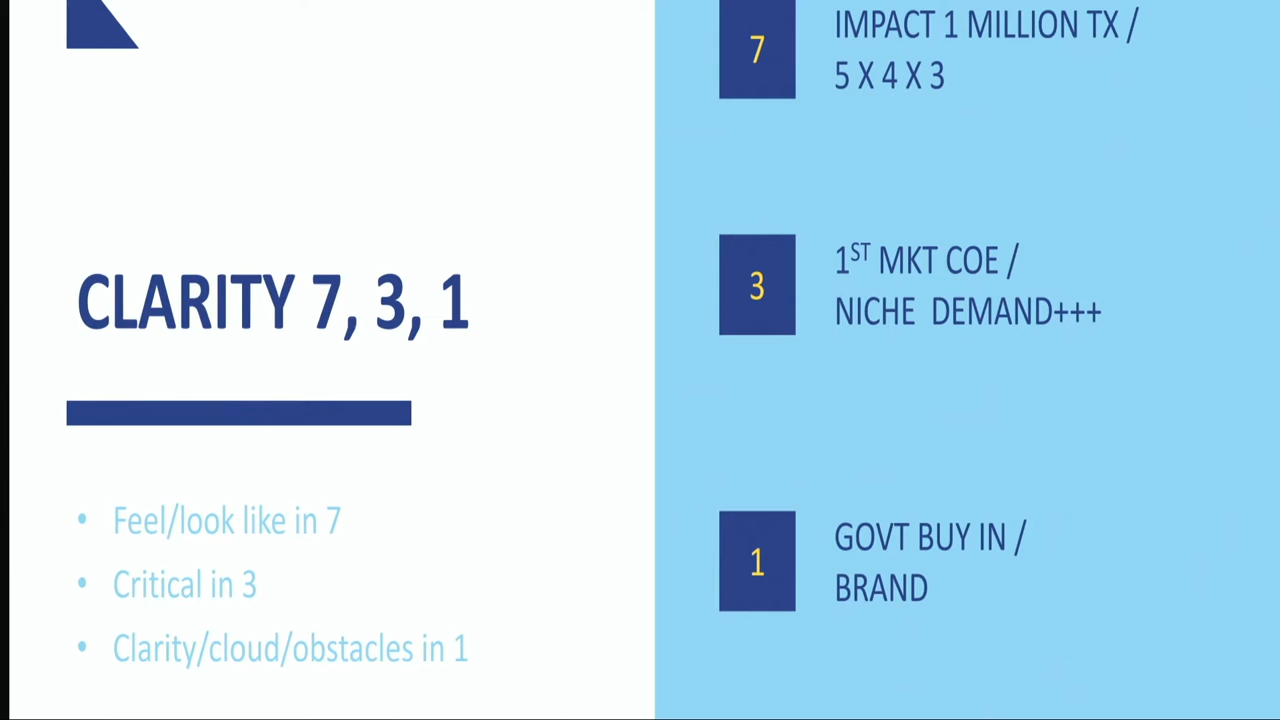 CLARITY 7, 3, 1
• Feel/look like in 7
• Critical in 3
• Clarity/cloud/obstacles in 1
7
IMPACT 1 MILLION TX /
5 X 4 X 3
3
1ST MKT COE /
NICHE DEMAND+++
1
GOVT BUY IN /
BRAND